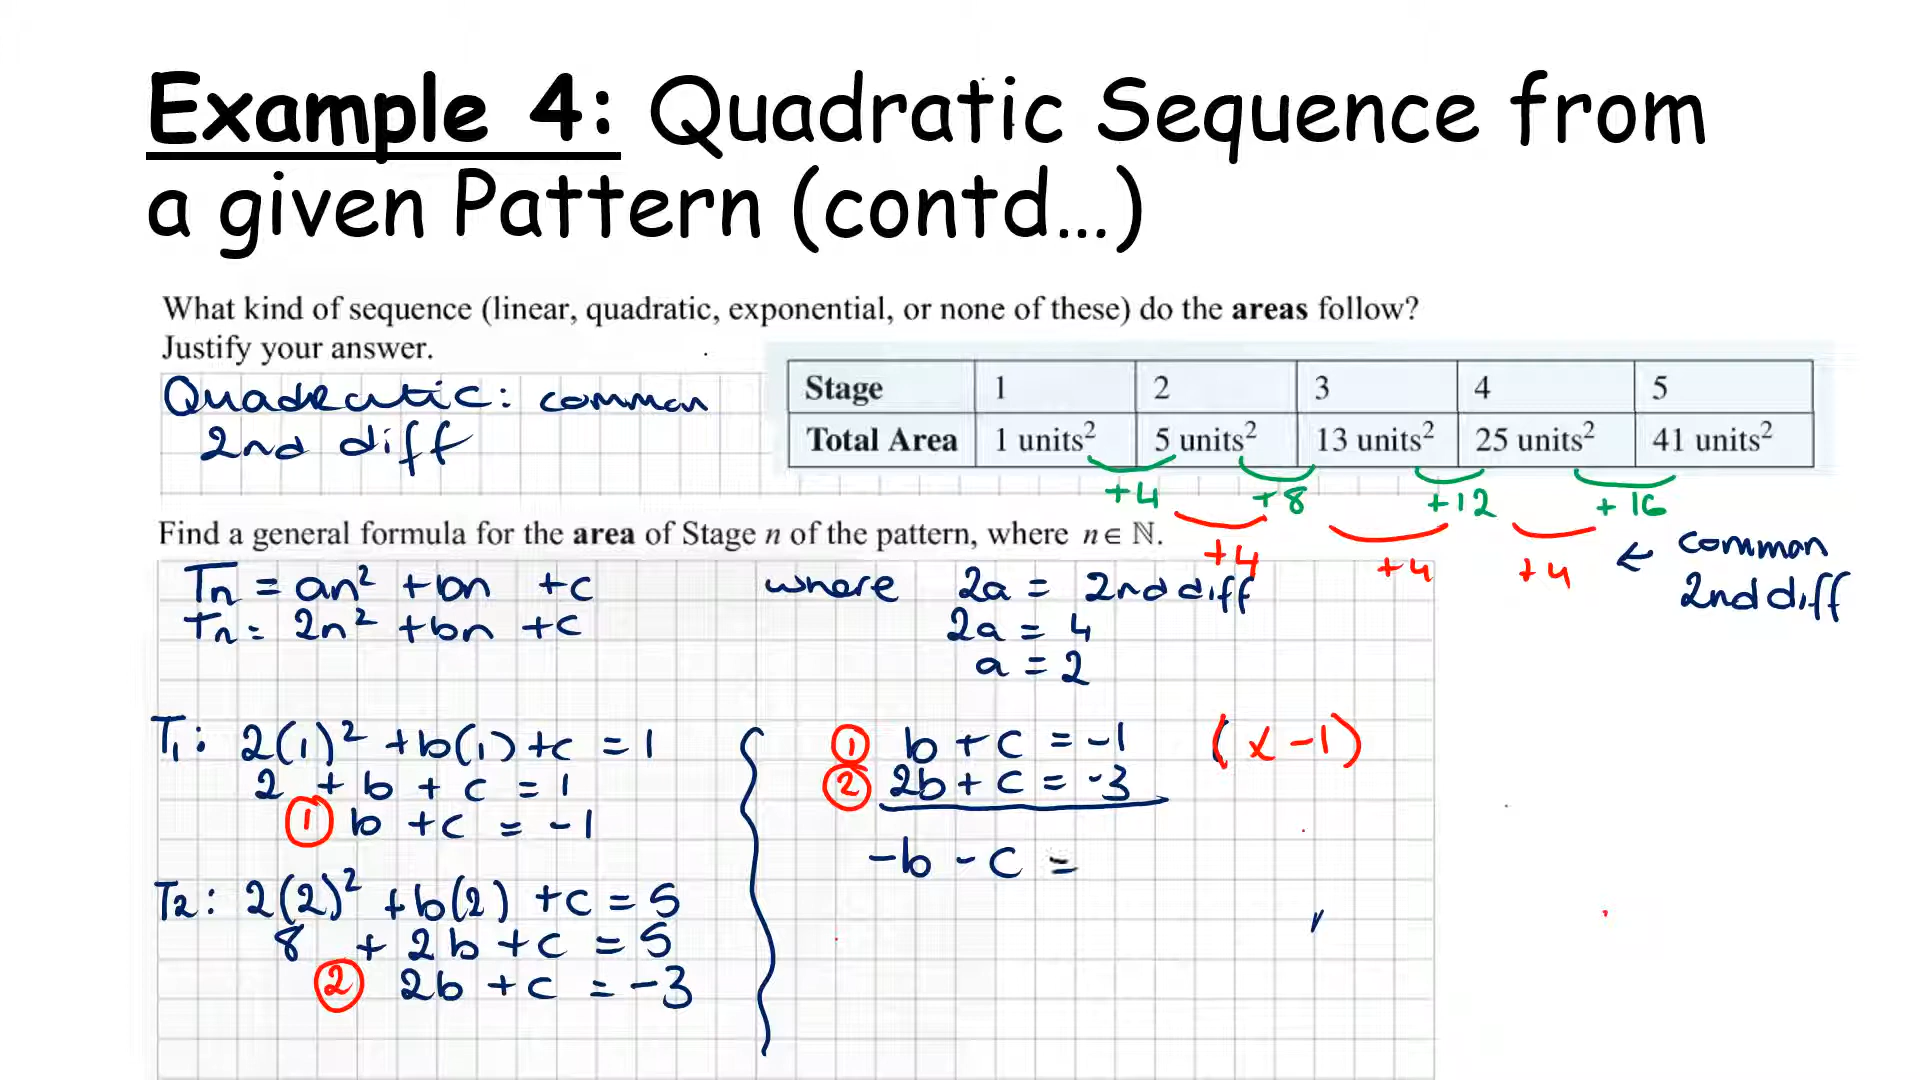 Example 4: Quadratic Sequence from
a given Pattern (contd...)
What kind of sequence (linear, quadratic, exponential, or none of these) do the areas follow?
Justify your answer.
Quadratic: common
2nd diff
Stage 1 2 3 4 5
Total Area 1 units² 5 units² 13 units² 25 units² 41 units²
+4 +8 +12 +16
+4 +4 +4 ← common
2nd diff
Find a general formula for the area of Stage n of the pattern, where n ∈ ℕ.
Tn = an² + bn + c where 2a = 2nd diff
Tn = 2n² + bn + c 2a = 4
a = 2
T₁: 2(1)² + b(1) + c = 1
2 + b + c = 1
① b + c = -1
T2: 2(2)² + b(2) + c = 5
8 + 2b + c = 5
② 2b + c = -3
① b + c = -1 (x -1)
② 2b + c = -3
-b - c =